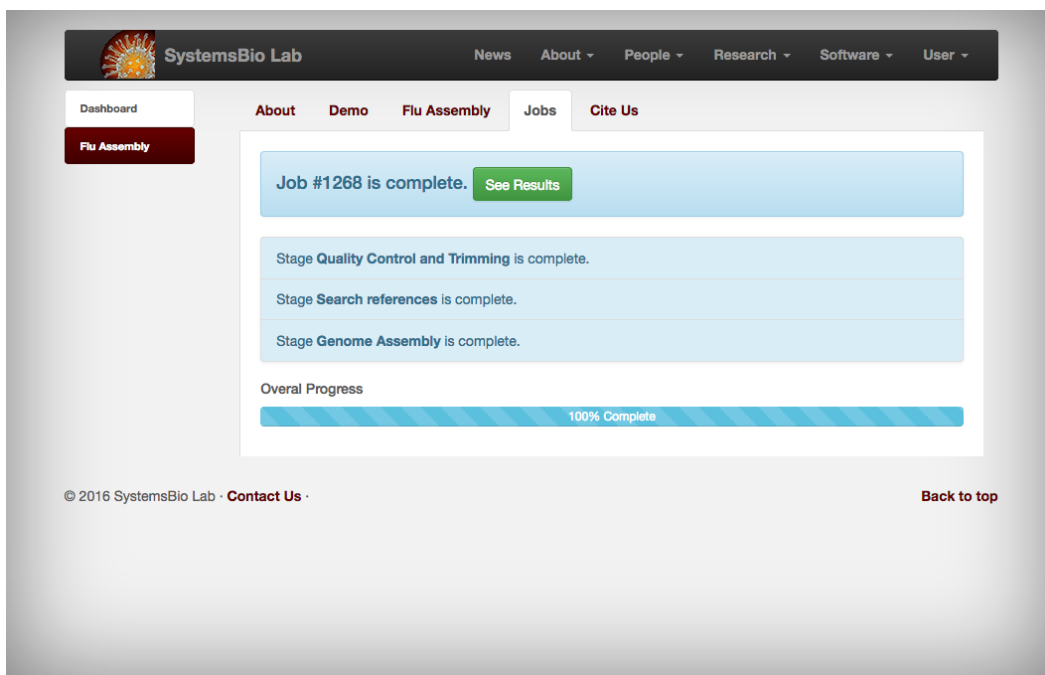 SystemsBio Lab News About People Research Software User
Dashboard
Flu Assembly
About Demo Flu Assembly Jobs Cite Us
Job #1268 is complete. See Results
Stage Quality Control and Trimming is complete.
Stage Search references is complete.
Stage Genome Assembly is complete.
Overal Progress
100% Complete
© 2016 SystemsBio Lab · Contact Us · Back to top